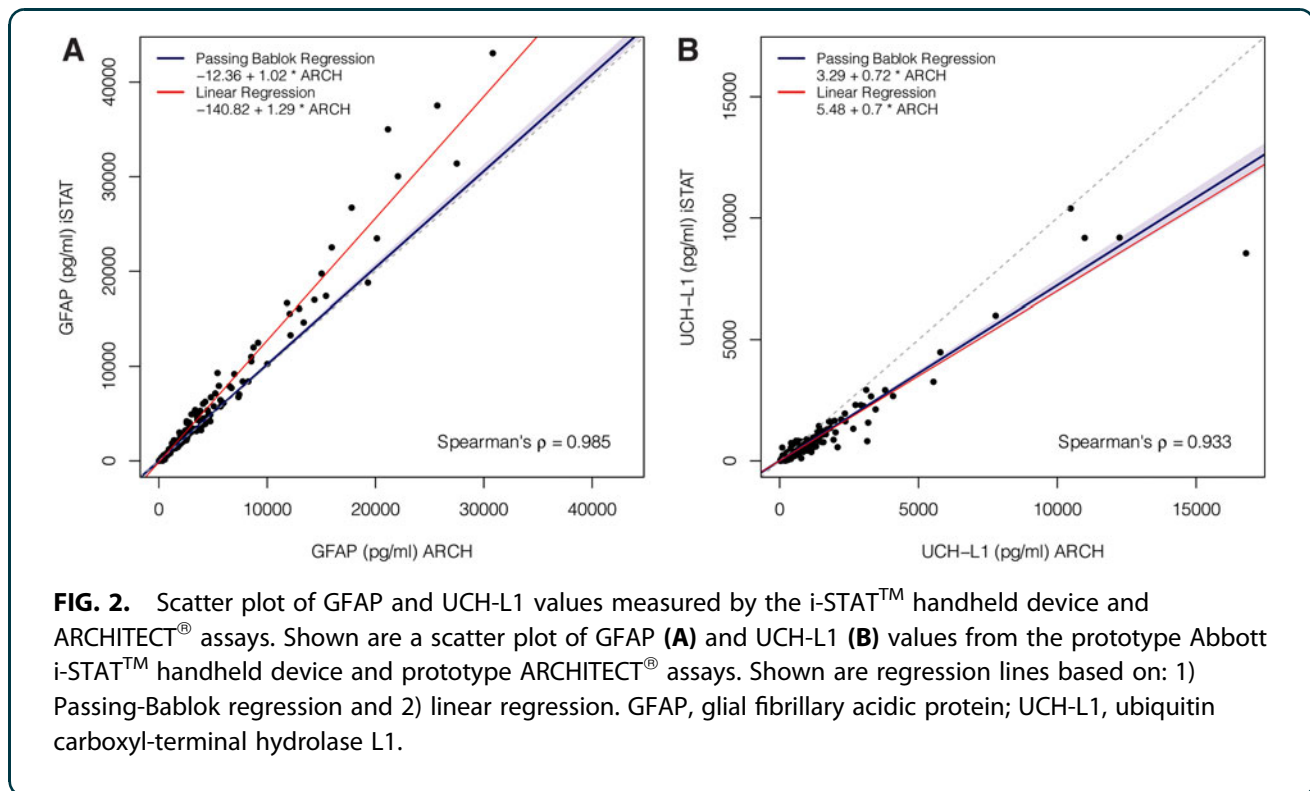 A
Passing Bablok Regression
−12.36 + 1.02 * ARCH
Linear Regression
−140.82 + 1.29 * ARCH
GFAP (pg/ml) iSTAT
40000
30000
20000
10000
0
Spearman's ρ = 0.985
0 10000 20000 30000 40000
GFAP (pg/ml) ARCH
B
Passing Bablok Regression
3.29 + 0.72 * ARCH
Linear Regression
5.48 + 0.7 * ARCH
UCH−L1 (pg/ml) iSTAT
15000
10000
5000
0
Spearman's ρ = 0.933
0 5000 10000 15000
UCH−L1 (pg/ml) ARCH
FIG. 2. Scatter plot of GFAP and UCH-L1 values measured by the i-STAT™ handheld device and
ARCHITECT® assays. Shown are a scatter plot of GFAP (A) and UCH-L1 (B) values from the prototype Abbott
i-STAT™ handheld device and prototype ARCHITECT® assays. Shown are regression lines based on: 1)
Passing-Bablok regression and 2) linear regression. GFAP, glial fibrillary acidic protein; UCH-L1, ubiquitin
carboxyl-terminal hydrolase L1.